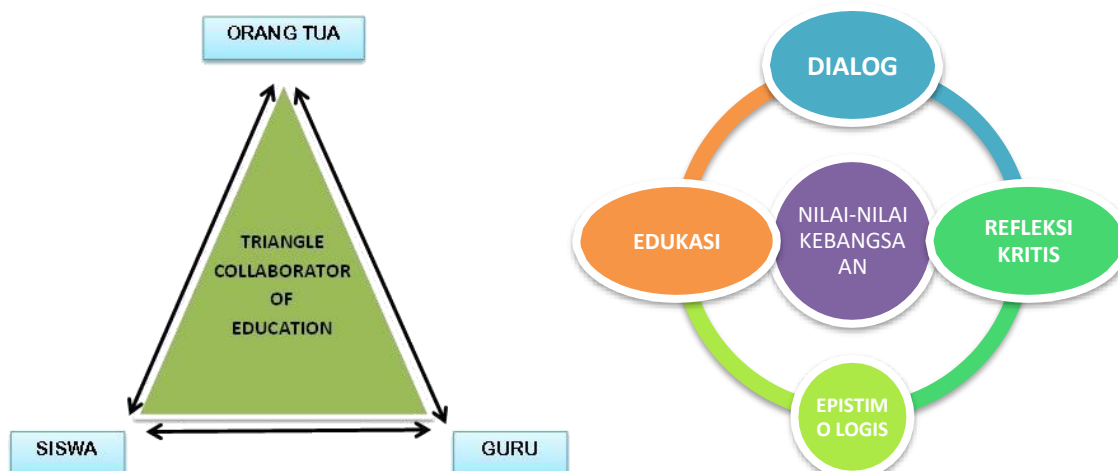 ORANG TUA
TRIANGLE
COLLABORATOR
OF
EDUCATION
SISWA
GURU
DIALOG
EDUKASI
NILAI-NILAI
KEBANGSA
AN
REFLEKSI
KRITIS
EPISTIM
O LOGIS